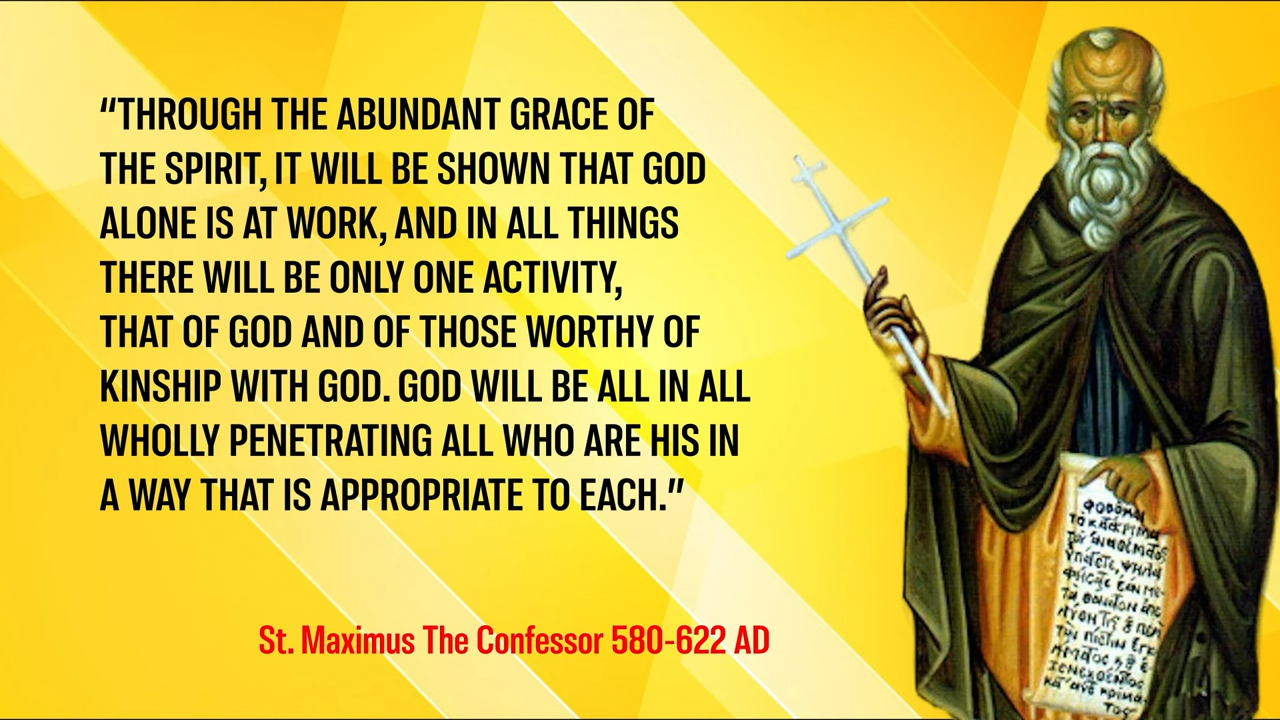 “THROUGH THE ABUNDANT GRACE OF
THE SPIRIT, IT WILL BE SHOWN THAT GOD
ALONE IS AT WORK, AND IN ALL THINGS
THERE WILL BE ONLY ONE ACTIVITY,
THAT OF GOD AND OF THOSE WORTHY OF
KINSHIP WITH GOD. GOD WILL BE ALL IN ALL
WHOLLY PENETRATING ALL WHO ARE HIS IN
A WAY THAT IS APPROPRIATE TO EACH.”
St. Maximus The Confessor 580-622 AD